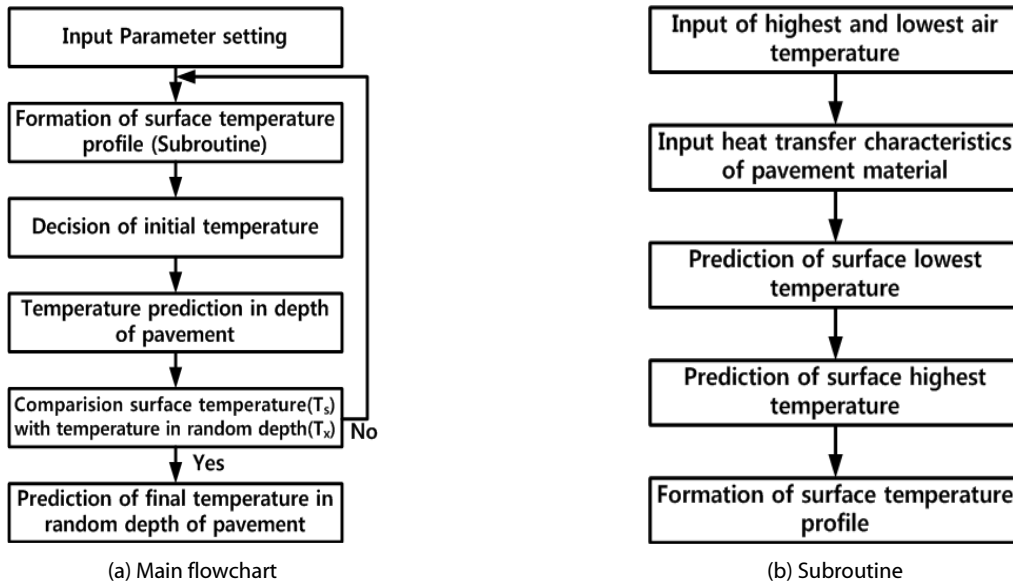 Input Parameter setting
Formation of surface temperature
profile (Subroutine)
Decision of initial temperature
Temperature prediction in depth
of pavement
Comparision surface temperature(Ts)
with temperature in random depth(Tx)
No
Yes
Prediction of final temperature in
random depth of pavement
(a) Main flowchart
Input of highest and lowest air
temperature
Input heat transfer characteristics
of pavement material
Prediction of surface lowest
temperature
Prediction of surface highest
temperature
Formation of surface temperature
profile
(b) Subroutine